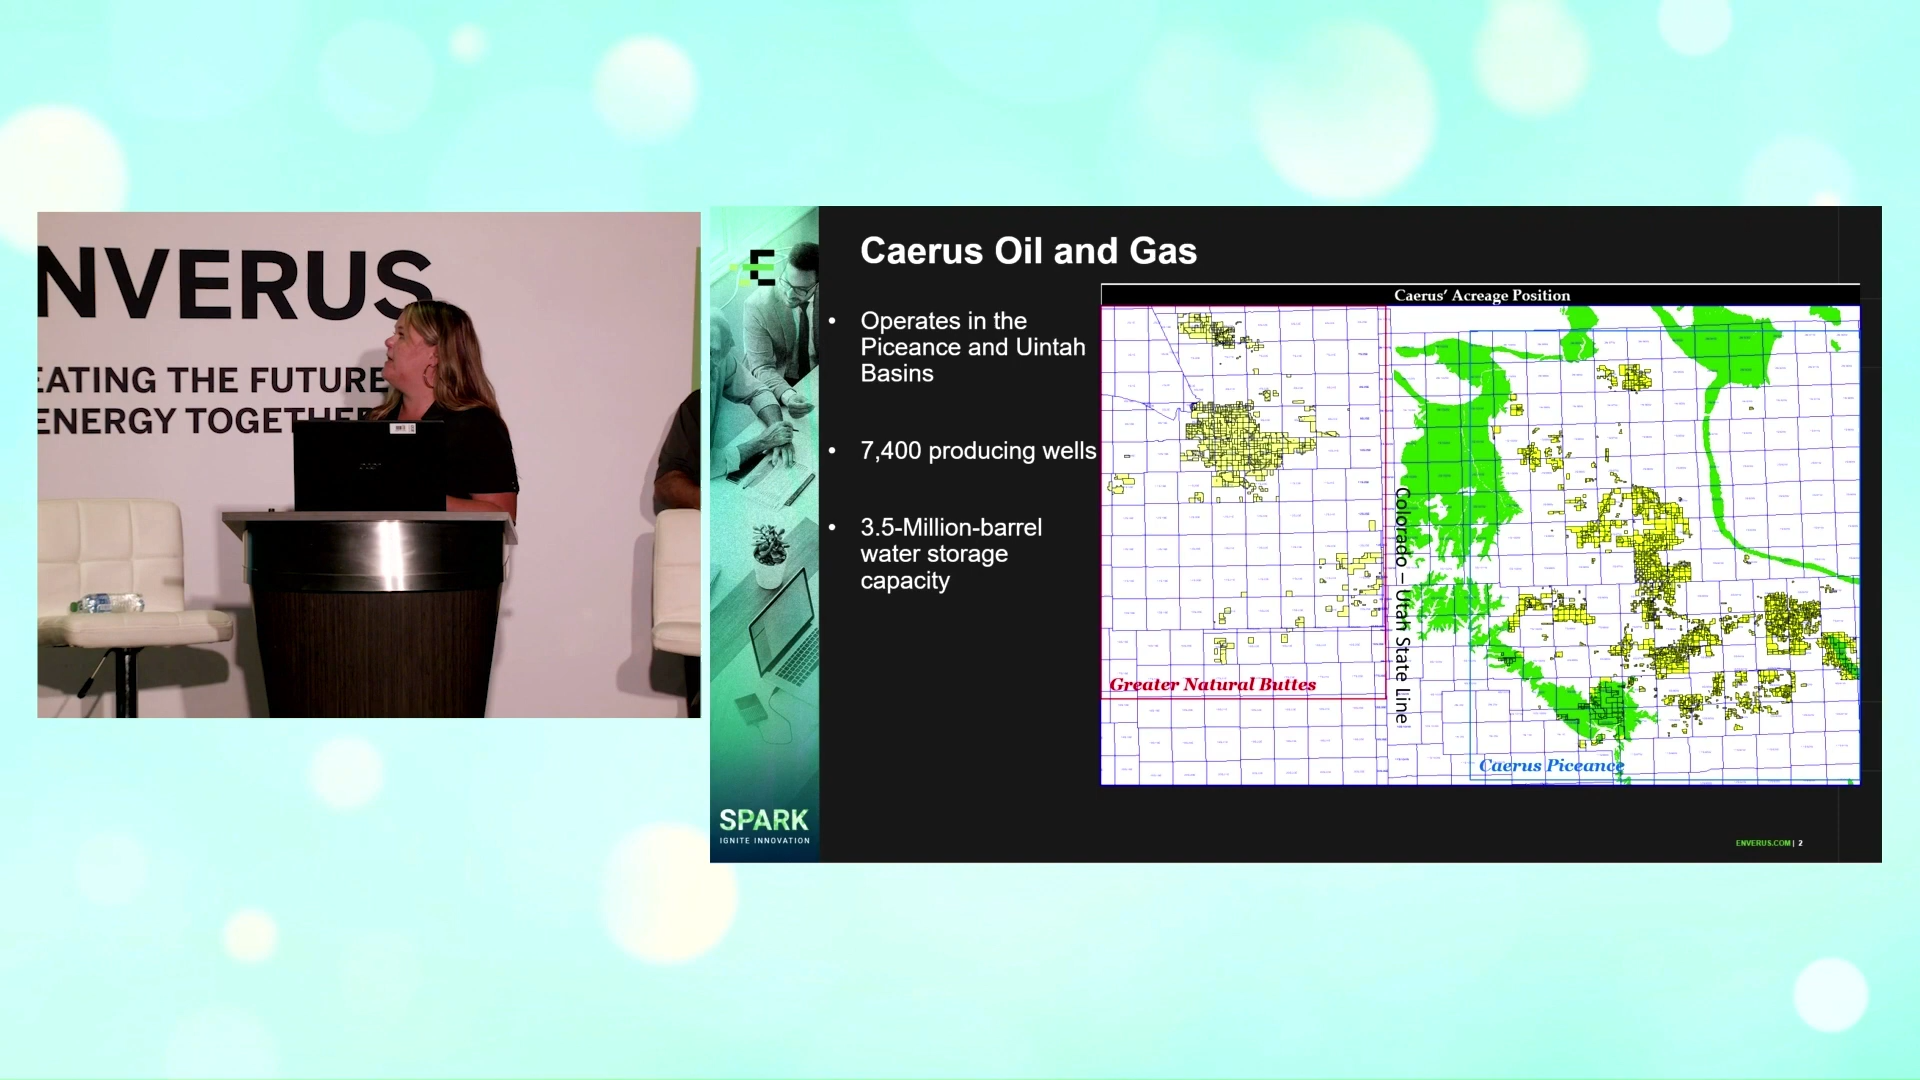 NVERUS
EATING THE FUTURE
ENERGY TOGETHER
Caerus Oil and Gas
• Operates in the
Piceance and Uintah
Basins
• 7,400 producing wells
• 3.5-Million-barrel
water storage
capacity
Caerus' Acreage Position
Greater Natural Buttes
Colorado – Utah State Line
Caerus Piceance
SPARK
IGNITE INNOVATION
ENVERUS.COM | 2